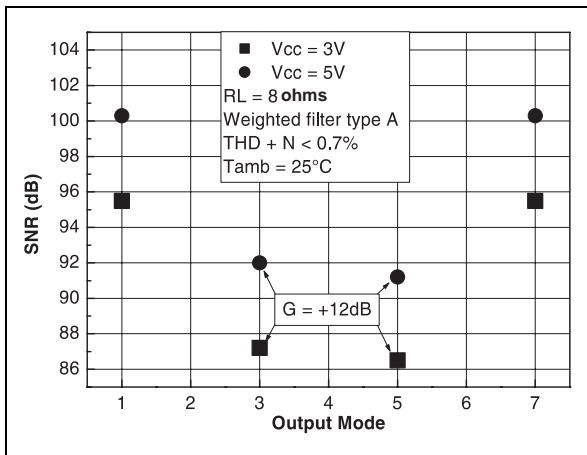 104
102
100
98
96
94
92
90
88
86
SNR (dB)
Vcc = 3V
Vcc = 5V
RL = 8 ohms
Weighted filter type A
THD + N < 0.7%
Tamb = 25°C
G = +12dB
1 2 3 4 5 6 7
Output Mode